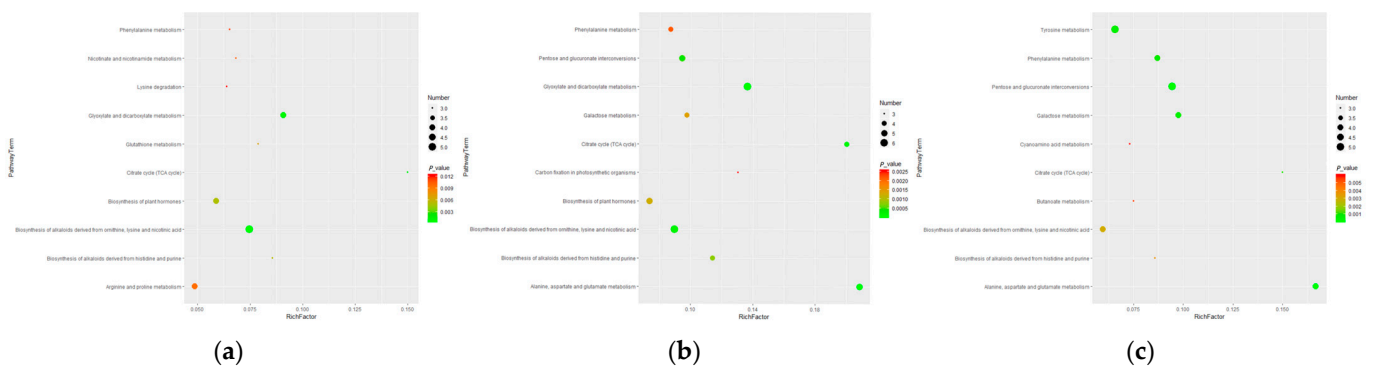 Phenylalanine metabolism
Nicotinate and nicotinamide metabolism
Lysine degradation
Glyoxylate and dicarboxylate metabolism
Glutathione metabolism
Citrate cycle (TCA cycle)
Biosynthesis of plant hormones
Biosynthesis of alkaloids derived from ornithine, lysine and nicotinic acid
Biosynthesis of alkaloids derived from histidine and purine
Arginine and proline metabolism
PathwayTerm
0.050 0.075 0.100 0.125 0.150
RichFactor
Number
3.0
3.5
4.0
4.5
5.0
P_value
0.012
0.009
0.006
0.003
(a)
Phenylalanine metabolism
Pentose and glucuronate interconversions
Glyoxylate and dicarboxylate metabolism
Galactose metabolism
Citrate cycle (TCA cycle)
Carbon fixation in photosynthetic organisms
Biosynthesis of plant hormones
Biosynthesis of alkaloids derived from ornithine, lysine and nicotinic acid
Biosynthesis of alkaloids derived from histidine and purine
Alanine, aspartate and glutamate metabolism
PathwayTerm
0.10 0.14 0.18
RichFactor
Number
3
4
5
6
P_value
0.0025
0.0020
0.0015
0.0010
0.0005
(b)
Tyrosine metabolism
Phenylalanine metabolism
Pentose and glucuronate interconversions
Galactose metabolism
Cyanoamino acid metabolism
Citrate cycle (TCA cycle)
Butanoate metabolism
Biosynthesis of alkaloids derived from ornithine, lysine and nicotinic acid
Biosynthesis of alkaloids derived from histidine and purine
Alanine, aspartate and glutamate metabolism
PathwayTerm
0.075 0.100 0.125 0.150
RichFactor
Number
3.0
3.5
4.0
4.5
5.0
P_value
0.005
0.004
0.003
0.002
0.001
(c)